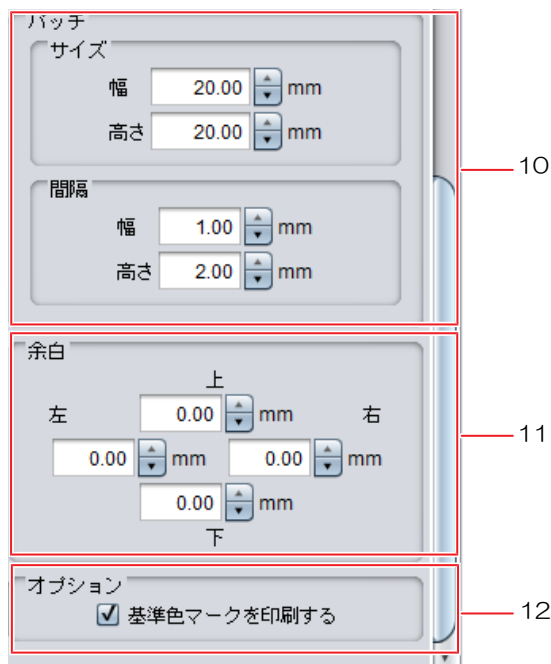 パッチ
サイズ
幅 20.00 mm
高さ 20.00 mm
10
間隔
幅 1.00 mm
高さ 2.00 mm
余白
上
左 0.00 mm 右
11
0.00 mm 0.00 mm
0.00 mm
下
オプション
基準色マークを印刷する
12